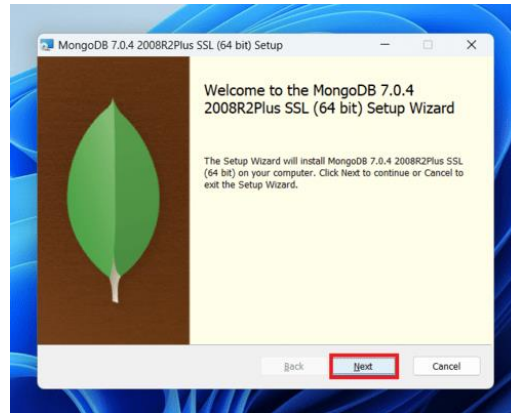 MongoDB 7.0.4 2008R2Plus SSL (64 bit) Setup
Welcome to the MongoDB 7.0.4
2008R2Plus SSL (64 bit) Setup Wizard
The Setup Wizard will install MongoDB 7.0.4 2008R2Plus SSL
(64 bit) on your computer. Click Next to continue or Cancel to
exit the Setup Wizard.
Back Next Cancel